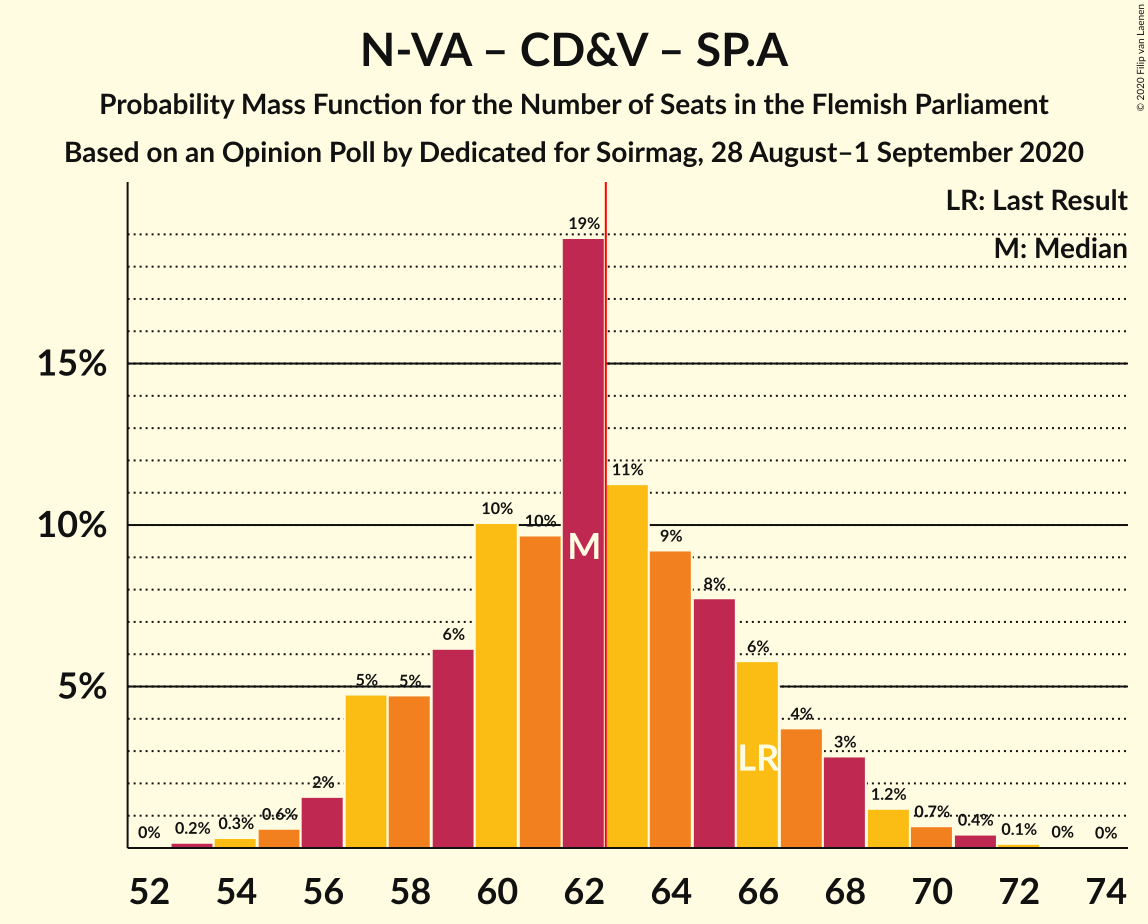 N-VA – CD&V – SP.A
Probability Mass Function for the Number of Seats in the Flemish Parliament
Based on an Opinion Poll by Dedicated for Soirmag, 28 August–1 September 2020
© 2020 Filip van Laenen
LR: Last Result
M: Median
15%
10%
5%
0%
0.2%
0.3%
0.6%
2%
5%
5%
6%
10%
10%
19%
11%
9%
8%
6%
4%
3%
1.2%
0.7%
0.4%
0.1%
0%
0%
M
LR
52 54 56 58 60 62 64 66 68 70 72 74